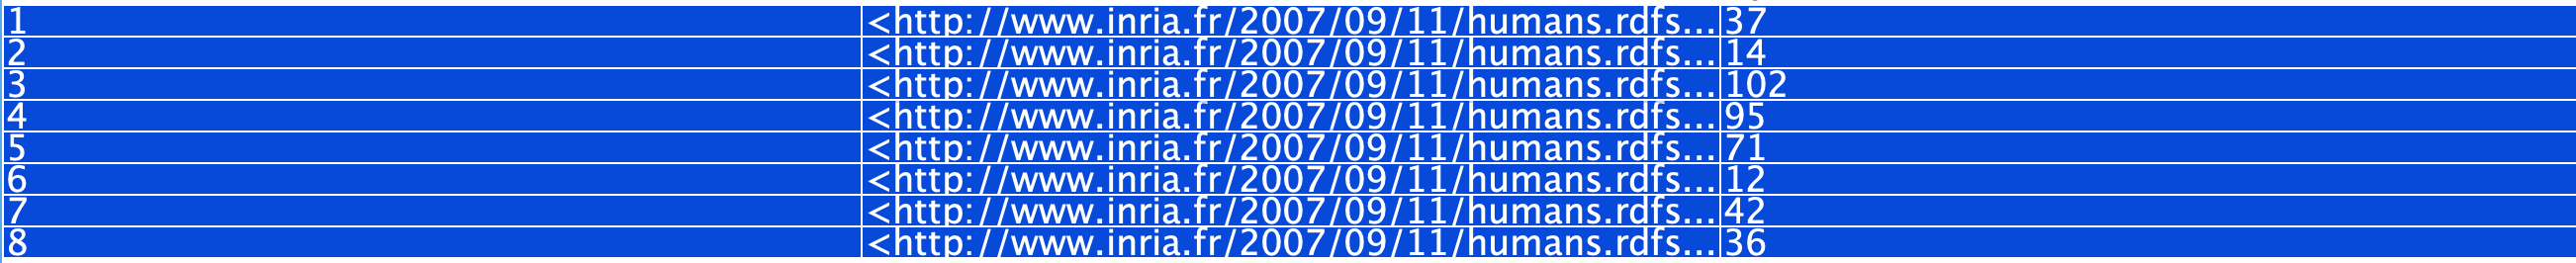 1 <http://www.inria.fr/2007/09/11/humans.rdfs... 37
2 <http://www.inria.fr/2007/09/11/humans.rdfs... 14
3 <http://www.inria.fr/2007/09/11/humans.rdfs... 102
4 <http://www.inria.fr/2007/09/11/humans.rdfs... 95
5 <http://www.inria.fr/2007/09/11/humans.rdfs... 71
6 <http://www.inria.fr/2007/09/11/humans.rdfs... 12
7 <http://www.inria.fr/2007/09/11/humans.rdfs... 42
8 <http://www.inria.fr/2007/09/11/humans.rdfs... 36